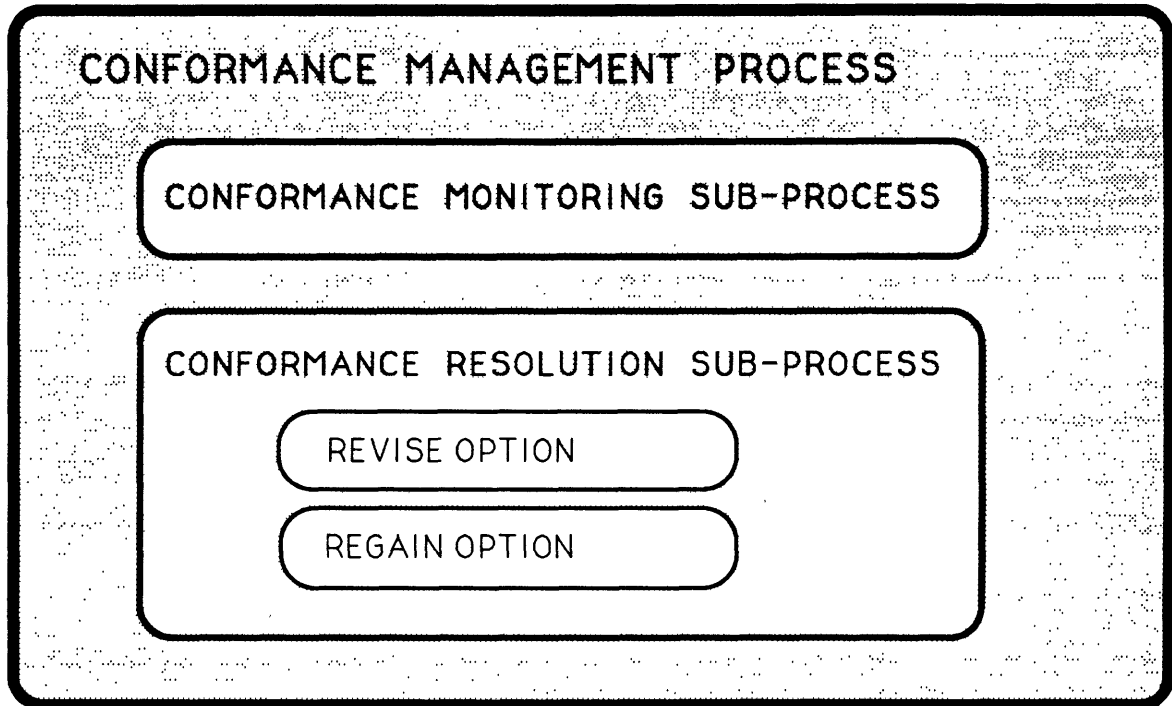 CONFORMANCE MANAGEMENT PROCESS
CONFORMANCE MONITORING SUB-PROCESS
CONFORMANCE RESOLUTION SUB-PROCESS
REVISE OPTION
REGAIN OPTION